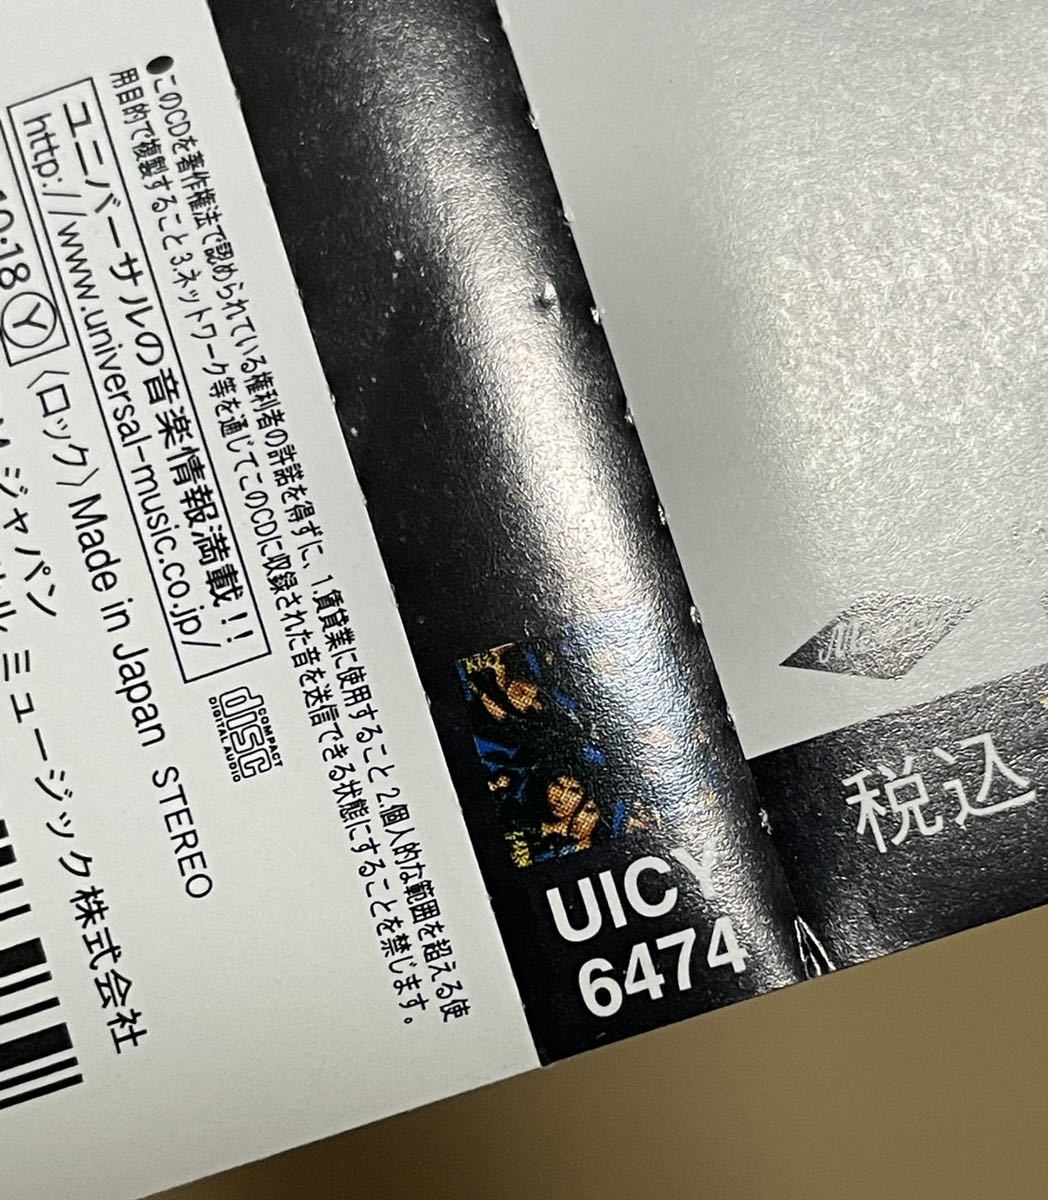 ●このCDを著作権法で認められている権利者の許諾を得ずに、1.賃貸業に使用すること 2.個人的な範囲を超える使
用目的で複製すること 3.ネットワーク等を通じてこのCDに収録された音を送信できる状態にすることを禁じます。
ユニバーサルの音楽情報満載!!
http://www.universal-music.co.jp/
COMPACT
disc
DIGITAL AUDIO
10・18 Y 〈ロック〉 Made in Japan STEREO
ジャパン
ミュージック株式会社
UICY
6474
税込